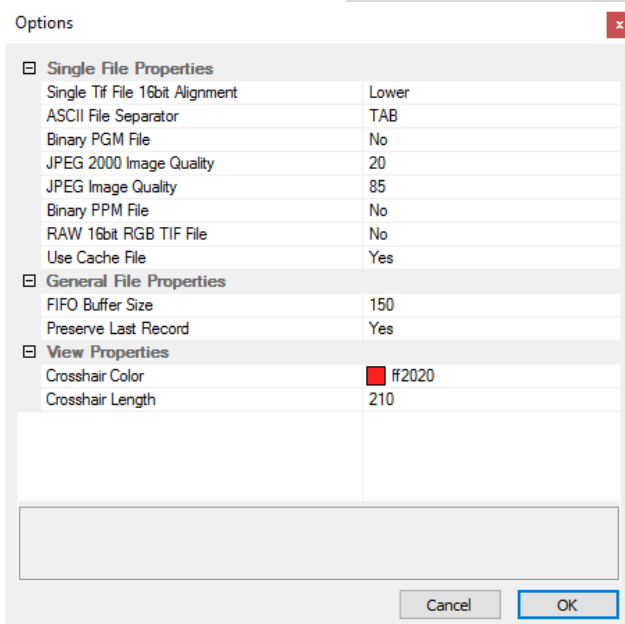 Options
x
Single File Properties
Single Tif File 16bit Alignment Lower
ASCII File Separator TAB
Binary PGM File No
JPEG 2000 Image Quality 20
JPEG Image Quality 85
Binary PPM File No
RAW 16bit RGB TIF File No
Use Cache File Yes
General File Properties
FIFO Buffer Size 150
Preserve Last Record Yes
View Properties
Crosshair Color ff2020
Crosshair Length 210
Cancel OK